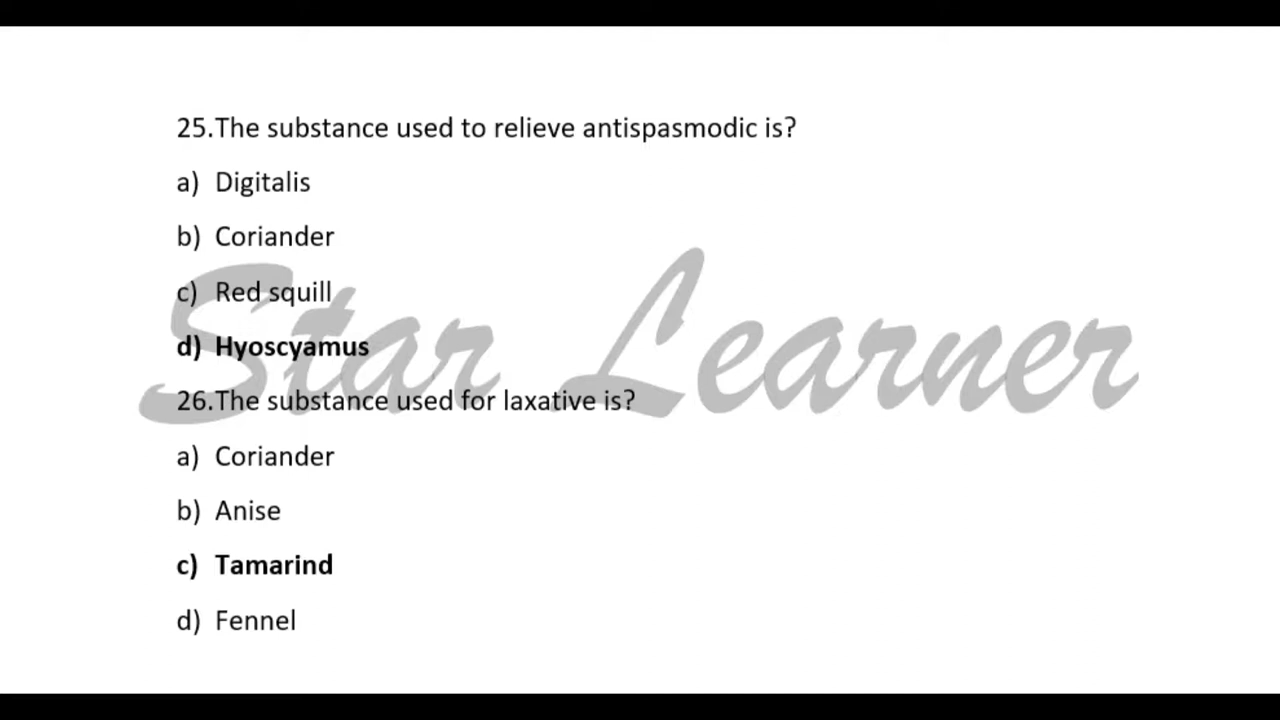 25.The substance used to relieve antispasmodic is?
a) Digitalis
b) Coriander
c) Red squill
d) Hyoscyamus
Star Learner
26.The substance used for laxative is?
a) Coriander
b) Anise
c) Tamarind
d) Fennel